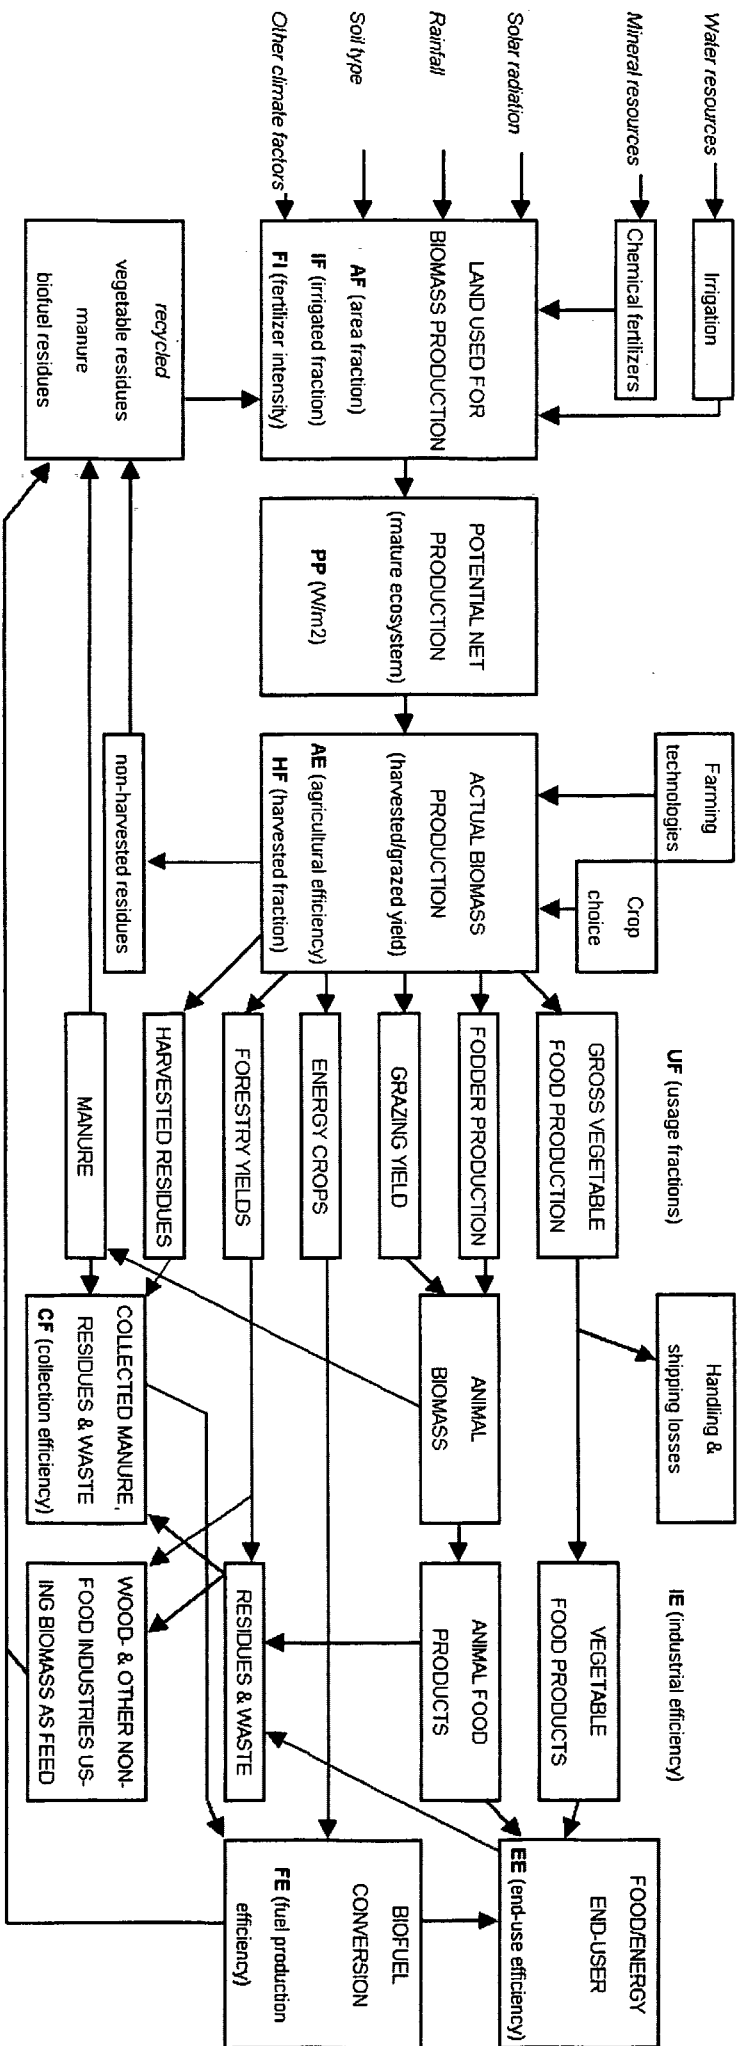 Water resources
Mineral resources
Solar radiation
Rainfall
Soil type
Other climate factors
Irrigation
Chemical fertilizers
LAND USED FOR
BIOMASS PRODUCTION
AF (area fraction)
IF (irrigated fraction)
FI (fertilizer intensity)
recycled
vegetable residues
manure
biofuel residues
POTENTIAL NET
PRODUCTION
(mature ecosystem)
PP (W/m2)
Farming
technologies
Crop
choice
ACTUAL BIOMASS
PRODUCTION
(harvested/grazed yield)
AE (agricultural efficiency)
HF (harvested fraction)
non-harvested residues
UF (usage fractions)
GROSS VEGETABLE
FOOD PRODUCTION
FODDER PRODUCTION
GRAZING YIELD
ENERGY CROPS
FORESTRY YIELDS
HARVESTED RESIDUES
MANURE
Handling &
shipping losses
ANIMAL
BIOMASS
COLLECTED MANURE,
RESIDUES & WASTE
CF (collection efficiency)
IE (industrial efficiency)
VEGETABLE
FOOD PRODUCTS
ANIMAL FOOD
PRODUCTS
RESIDUES & WASTE
WOOD- & OTHER NON-
FOOD INDUSTRIES US-
ING BIOMASS AS FEED
FOOD/ENERGY
END-USER
EE (end-use efficiency)
BIOFUEL
CONVERSION
FE (fuel production
efficiency)